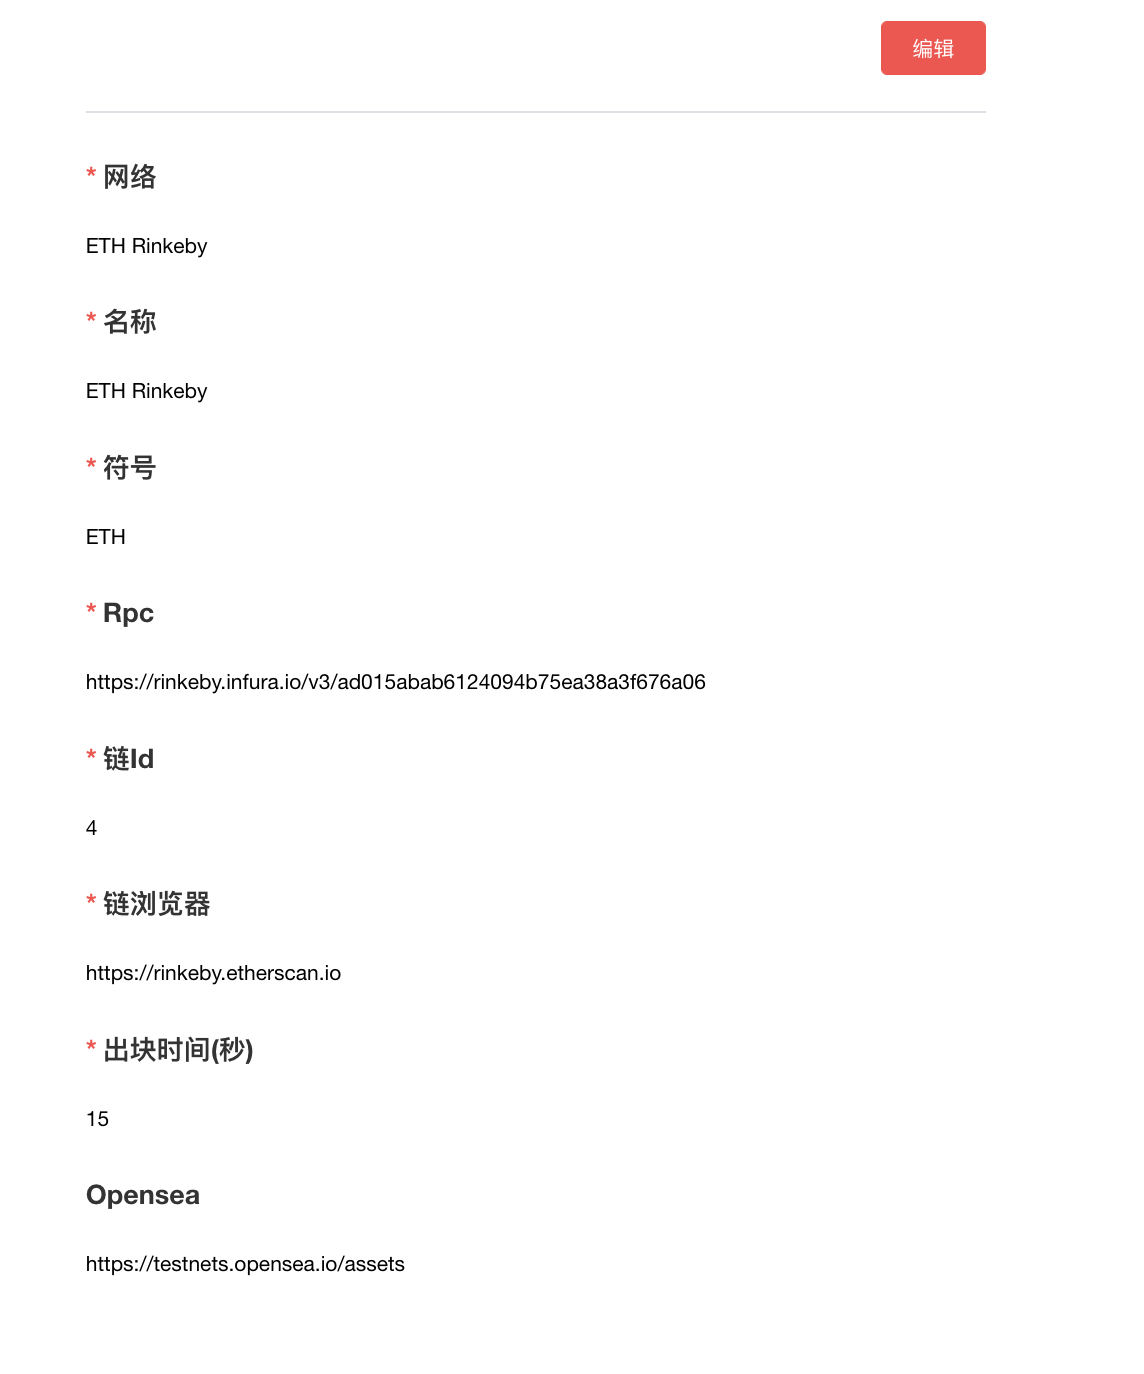 编辑
* 网络
ETH Rinkeby
* 名称
ETH Rinkeby
* 符号
ETH
* Rpc
https://rinkeby.infura.io/v3/ad015abab6124094b75ea38a3f676a06
* 链Id
4
* 链浏览器
https://rinkeby.etherscan.io
* 出块时间(秒)
15
Opensea
https://testnets.opensea.io/assets